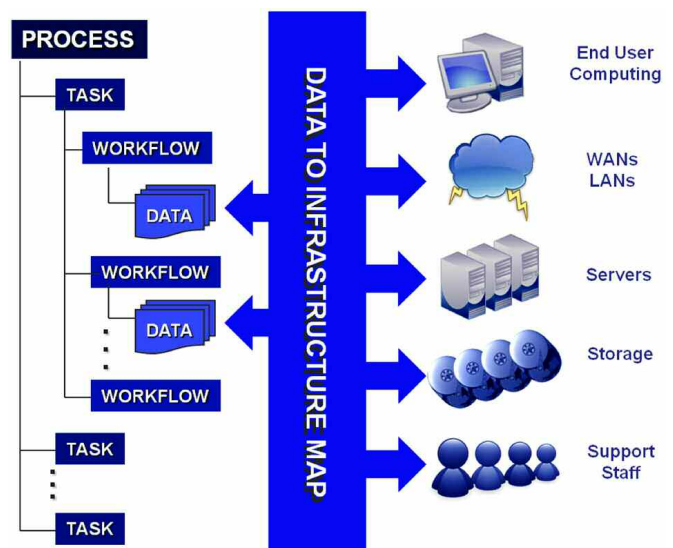 PROCESS
TASK
WORKFLOW
DATA
WORKFLOW
DATA
WORKFLOW
TASK
TASK
DATA TO INFRASTRUCTURE MAP
End User
Computing
WANs
LANs
Servers
Storage
Support
Staff